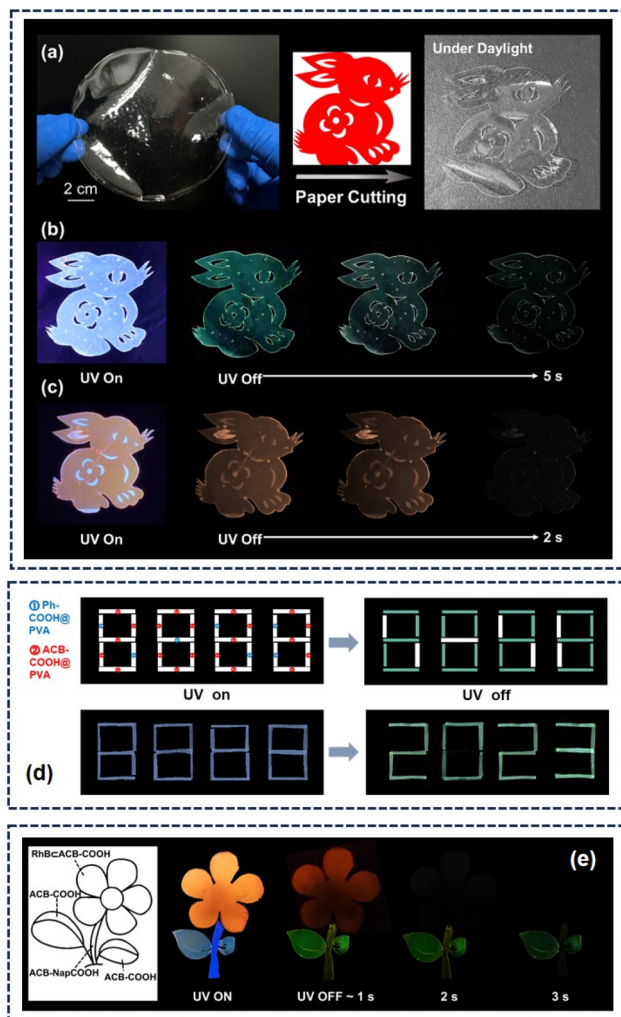 (a)
2 cm
Paper Cutting
Under Daylight
(b)
UV On
UV Off
5 s
(c)
UV On
UV Off
2 s
① Ph-
COOH@
PVA
② ACB-
COOH@
PVA
UV on
UV off
(d)
(e)
RhB⊂ACB-COOH
ACB-COOH
ACB-NapCOOH
ACB-COOH
UV ON
UV OFF ~ 1 s
2 s
3 s